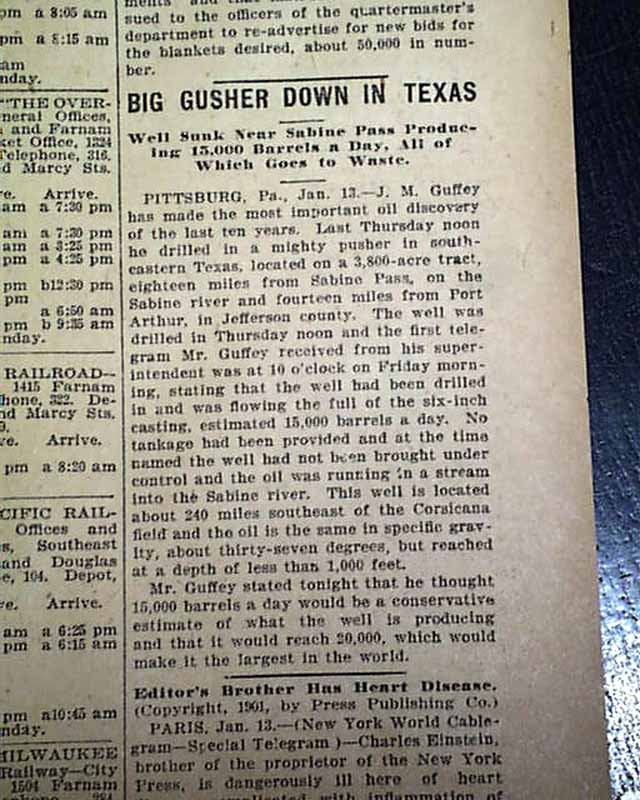 pm a 8:05 am
pm a 8:15 am
am
nday.
"THE OVER-
neral Offices,
and Farnam
ket Office, 1324
Telephone, 316.
d Marcy Sts.
ve. Arrive.
am a 7:30 pm
am a 7:30 pm
am a 3:25 pm
pm a 4:25 pm
pm b12:30 pm
pm
a 6:50 am
pm b 9:35 am
nday.
RAILROAD—
1415 Farnam
hone, 322. De-
nd Marcy Sts.
ve. Arrive.
pm a 8:20 am
CIFIC RAIL-
Offices and
s, Southeast
and Douglas
e, 104. Depot,
ve. Arrive.
am a 6:25 pm
pm a 6:15 am
pm a10:45 am
nday.
MILWAUKEE
Railway—City
1504 Farnam
sued to the officers of the quartermaster's
department to re-advertise for new bids for
the blankets desired, about 50,000 in num-
ber.
BIG GUSHER DOWN IN TEXAS
Well Sunk Near Sabine Pass Produc-
ing 15,000 Barrels a Day, All of
Which Goes to Waste.
PITTSBURG, Pa., Jan. 13.—J. M. Guffey
has made the most important oil discovery
of the last ten years. Last Thursday noon
he drilled in a mighty pusher in south-
eastern Texas, located on a 3,800-acre tract,
eighteen miles from Sabine Pass, on the
Sabine river and fourteen miles from Port
Arthur, in Jefferson county. The well was
drilled in Thursday noon and the first tele-
gram Mr. Guffey received from his super-
intendent was at 10 o'clock on Friday morn-
ing, stating that the well had been drilled
in and was flowing the full of the six-inch
casting, estimated 15,000 barrels a day. No
tankage had been provided and at the time
named the well had not been brought under
control and the oil was running in a stream
into the Sabine river. This well is located
about 240 miles southeast of the Corsicana
field and the oil is the same in specific grav-
ity, about thirty-seven degrees, but reached
at a depth of less than 1,000 feet.
Mr. Guffey stated tonight that he thought
15,000 barrels a day would be a conservative
estimate of what the well is producing
and that it would reach 20,000, which would
make it the largest in the world.
Editor's Brother Has Heart Disease.
(Copyright, 1901, by Press Publishing Co.)
PARIS, Jan. 13.—(New York World Cable-
gram—Special Telegram.)—Charles Einstein,
brother of the proprietor of the New York
Press, is dangerously ill here of heart
with inflammation of